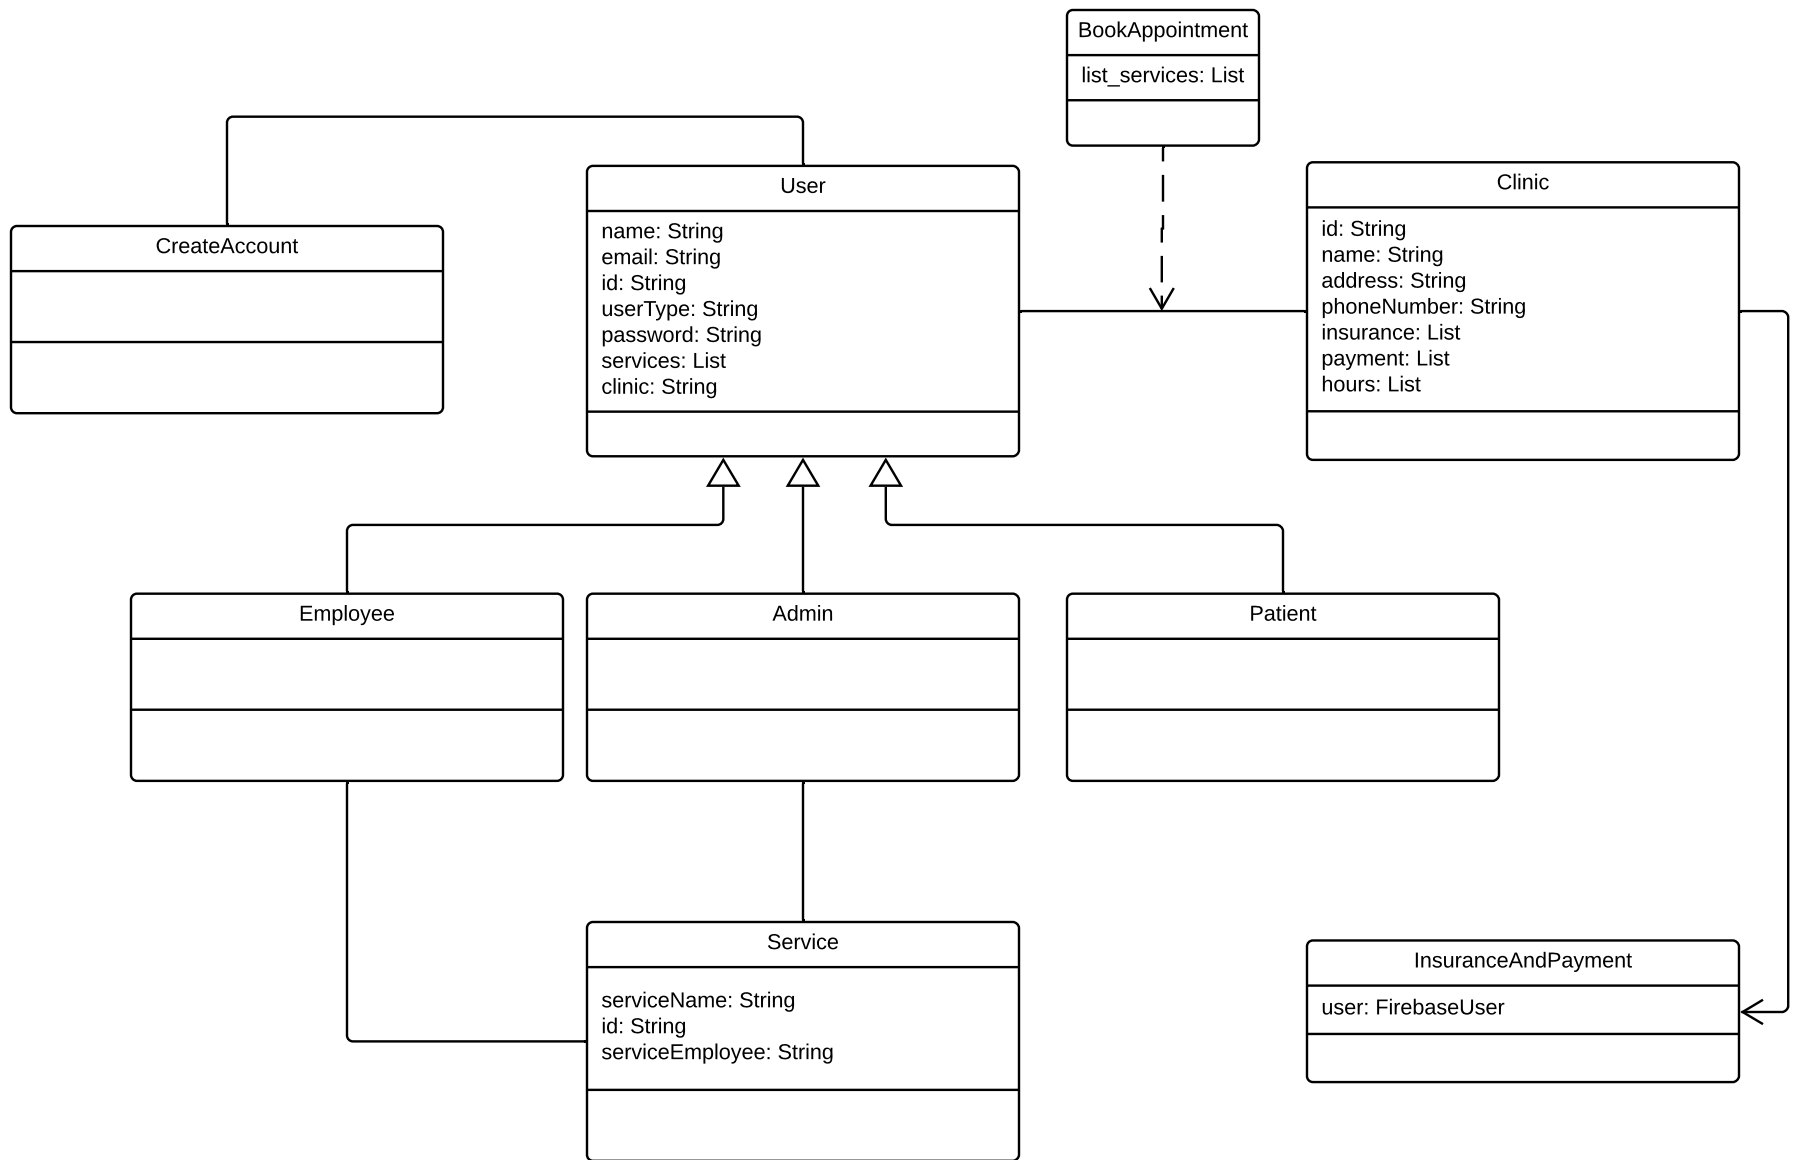 BookAppointment
list_services: List
User
name: String
email: String
id: String
userType: String
password: String
services: List
clinic: String
Clinic
id: String
name: String
address: String
phoneNumber: String
insurance: List
payment: List
hours: List
CreateAccount
Employee
Admin
Patient
Service
serviceName: String
id: String
serviceEmployee: String
InsuranceAndPayment
user: FirebaseUser